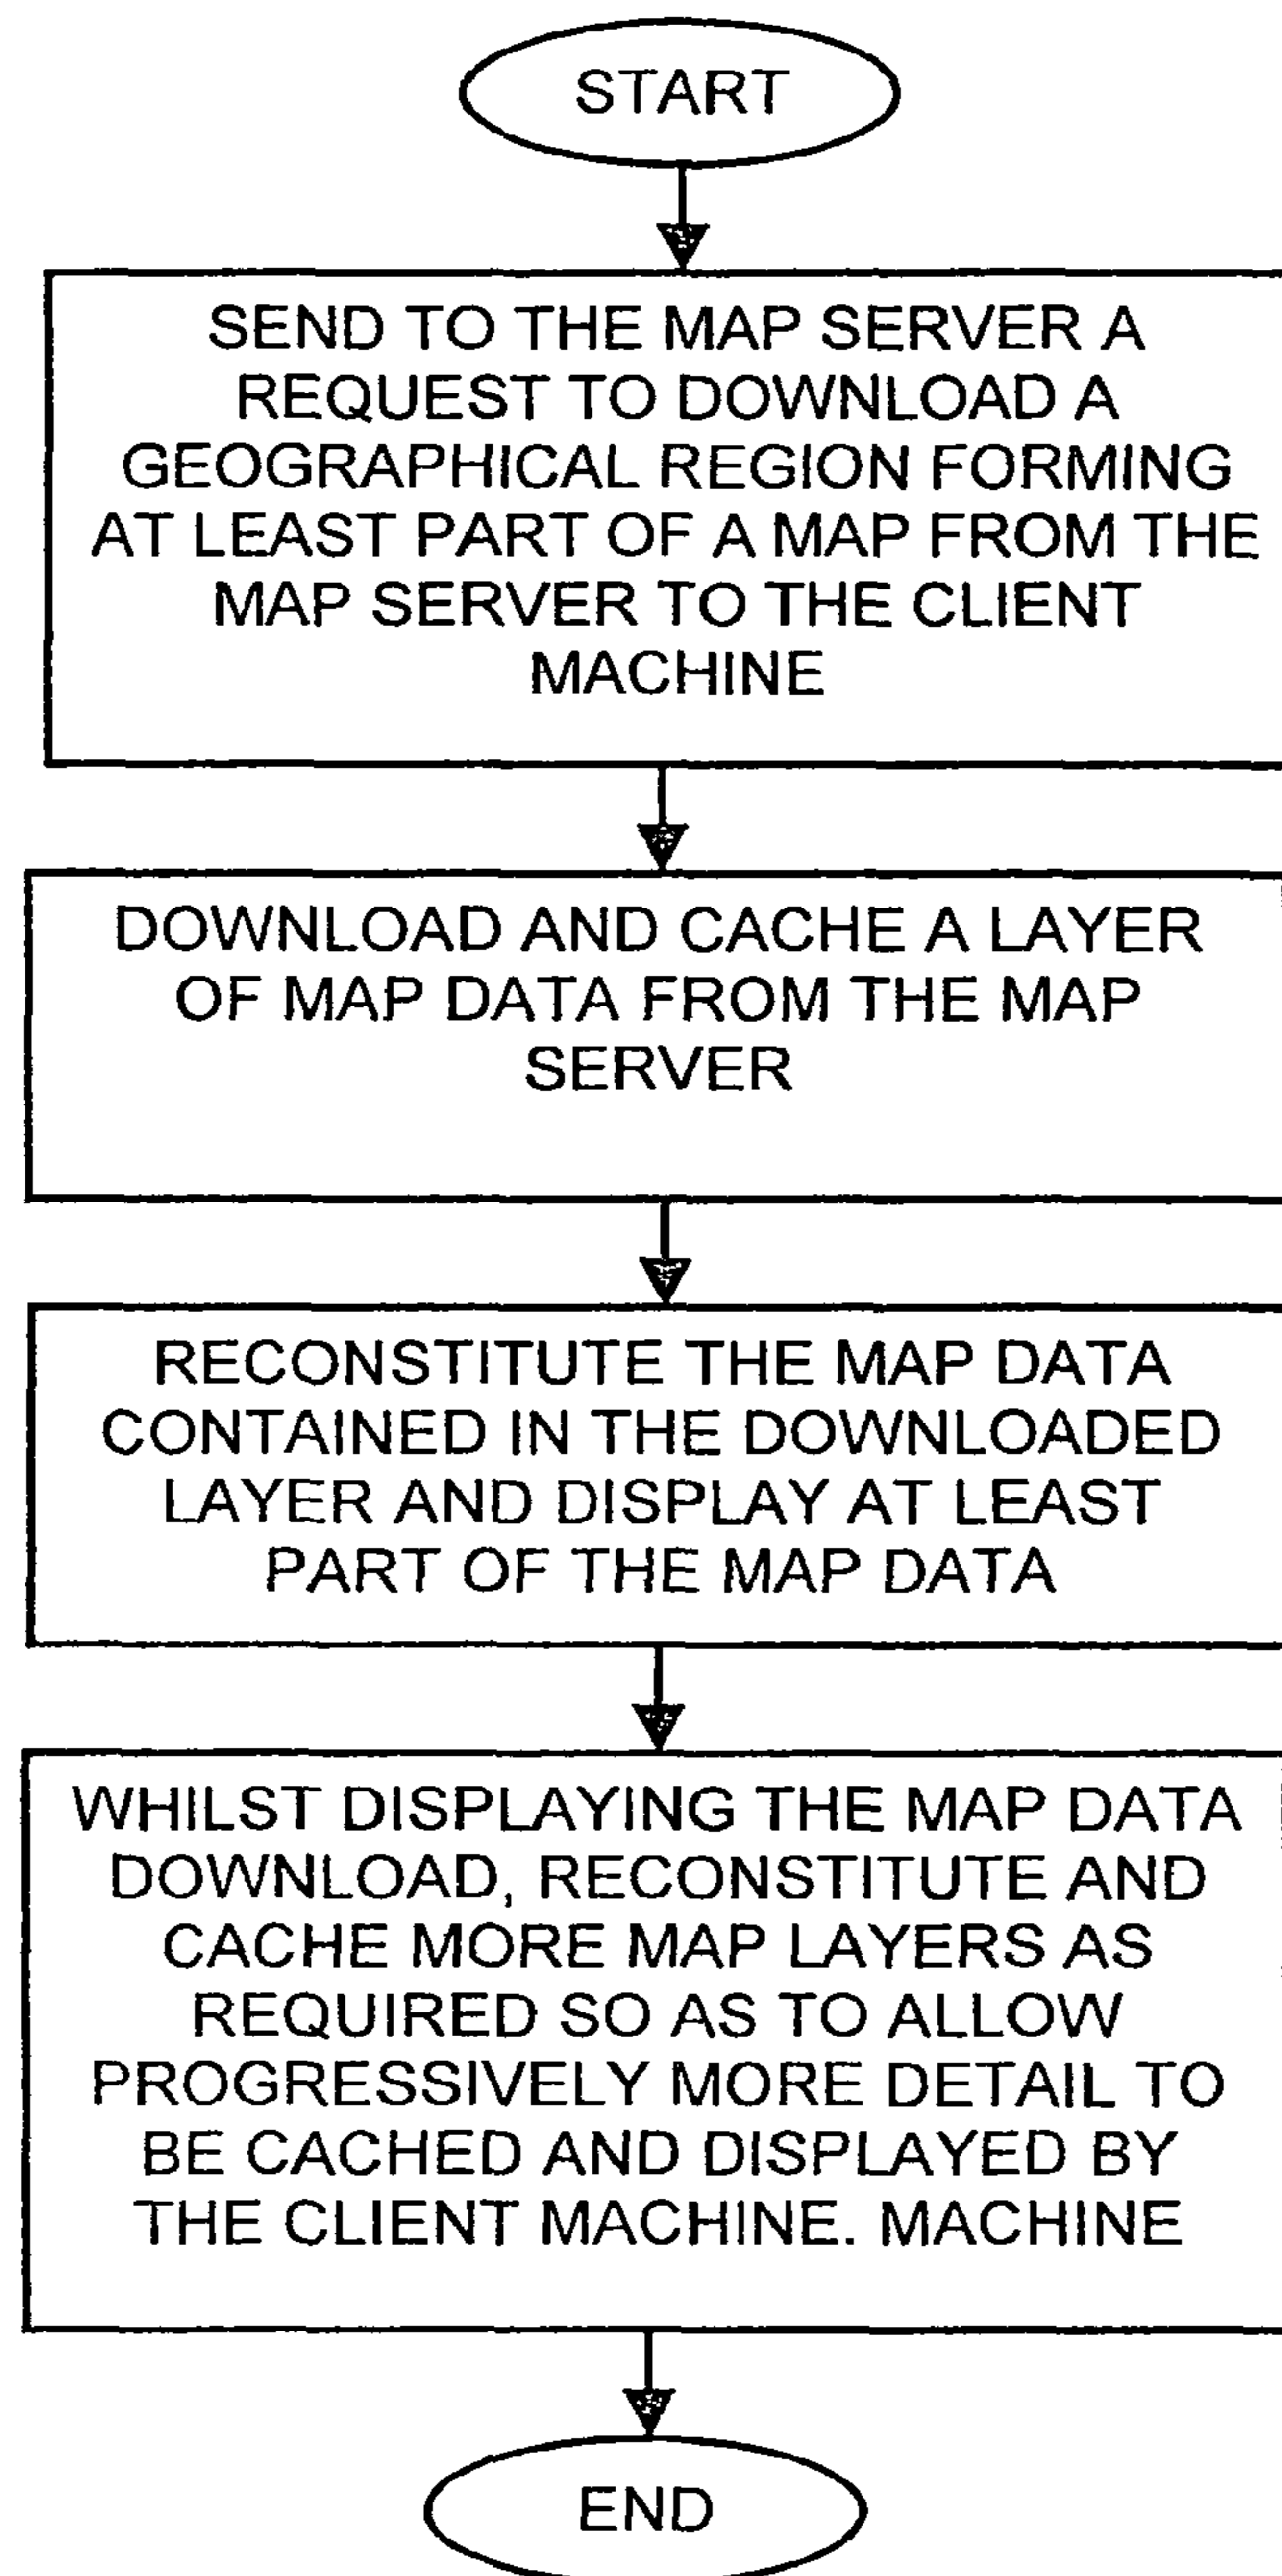 START
SEND TO THE MAP SERVER A
REQUEST TO DOWNLOAD A
GEOGRAPHICAL REGION FORMING
AT LEAST PART OF A MAP FROM THE
MAP SERVER TO THE CLIENT
MACHINE
DOWNLOAD AND CACHE A LAYER
OF MAP DATA FROM THE MAP
SERVER
RECONSTITUTE THE MAP DATA
CONTAINED IN THE DOWNLOADED
LAYER AND DISPLAY AT LEAST
PART OF THE MAP DATA
WHILST DISPLAYING THE MAP DATA
DOWNLOAD, RECONSTITUTE AND
CACHE MORE MAP LAYERS AS
REQUIRED SO AS TO ALLOW
PROGRESSIVELY MORE DETAIL TO
BE CACHED AND DISPLAYED BY
THE CLIENT MACHINE. MACHINE
END